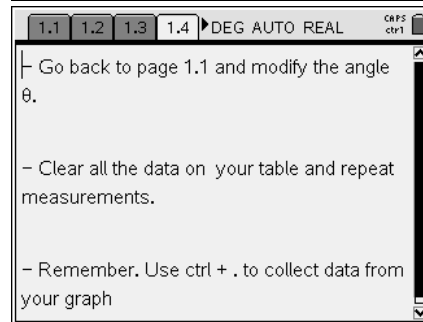 1.1 1.2 1.3 1.4 DEG AUTO REAL CAPS ctrl
– Go back to page 1.1 and modify the angle
θ.
– Clear all the data on your table and repeat
measurements.
– Remember. Use ctrl + . to collect data from
your graph